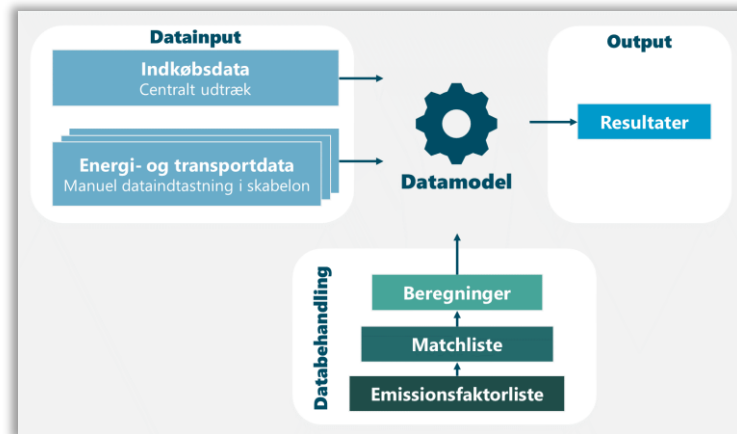 Datainput
Indkøbsdata
Centralt udtræk
Energi- og transportdata
Manuel dataindtastning i skabelon
Datamodel
Output
Resultater
Databehandling
Beregninger
Matchliste
Emissionsfaktorliste